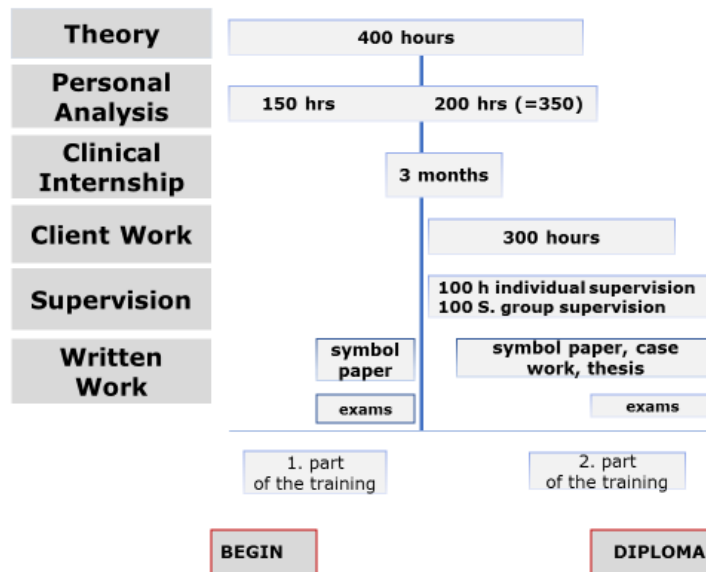 Theory
400 hours
Personal
Analysis
150 hrs
200 hrs (=350)
Clinical
Internship
3 months
Client Work
300 hours
Supervision
100 h individual supervision
100 S. group supervision
Written
Work
symbol
paper
symbol paper, case
work, thesis
exams
exams
1. part
of the training
2. part
of the training
BEGIN
DIPLOMA